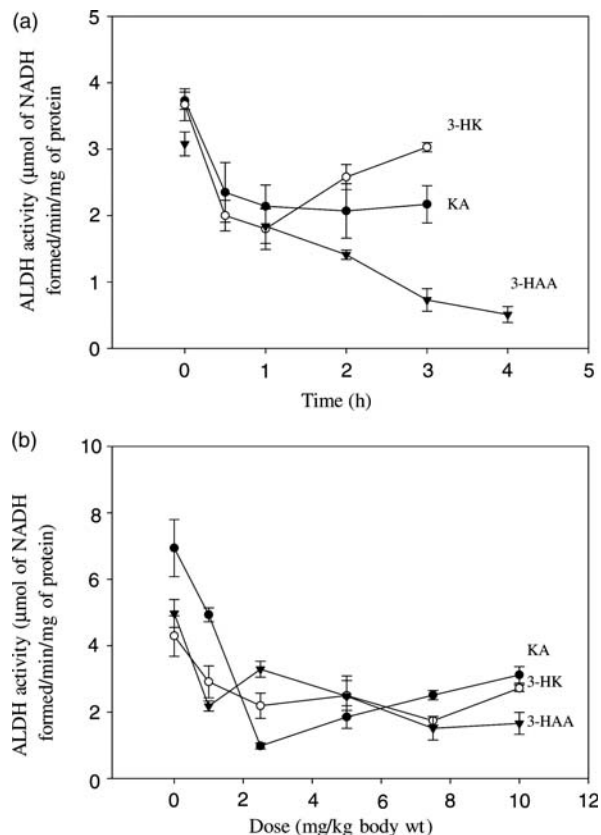 (a)
ALDH activity (μmol of NADH
formed/min/mg of protein
5
4
3
2
1
0
3-HK
KA
3-HAA
0 1 2 3 4 5
Time (h)
(b)
ALDH activity (μmol of NADH
formed/min/mg of protein)
10
8
6
4
2
0
KA
3-HK
3-HAA
0 2 4 6 8 10 12
Dose (mg/kg body wt)